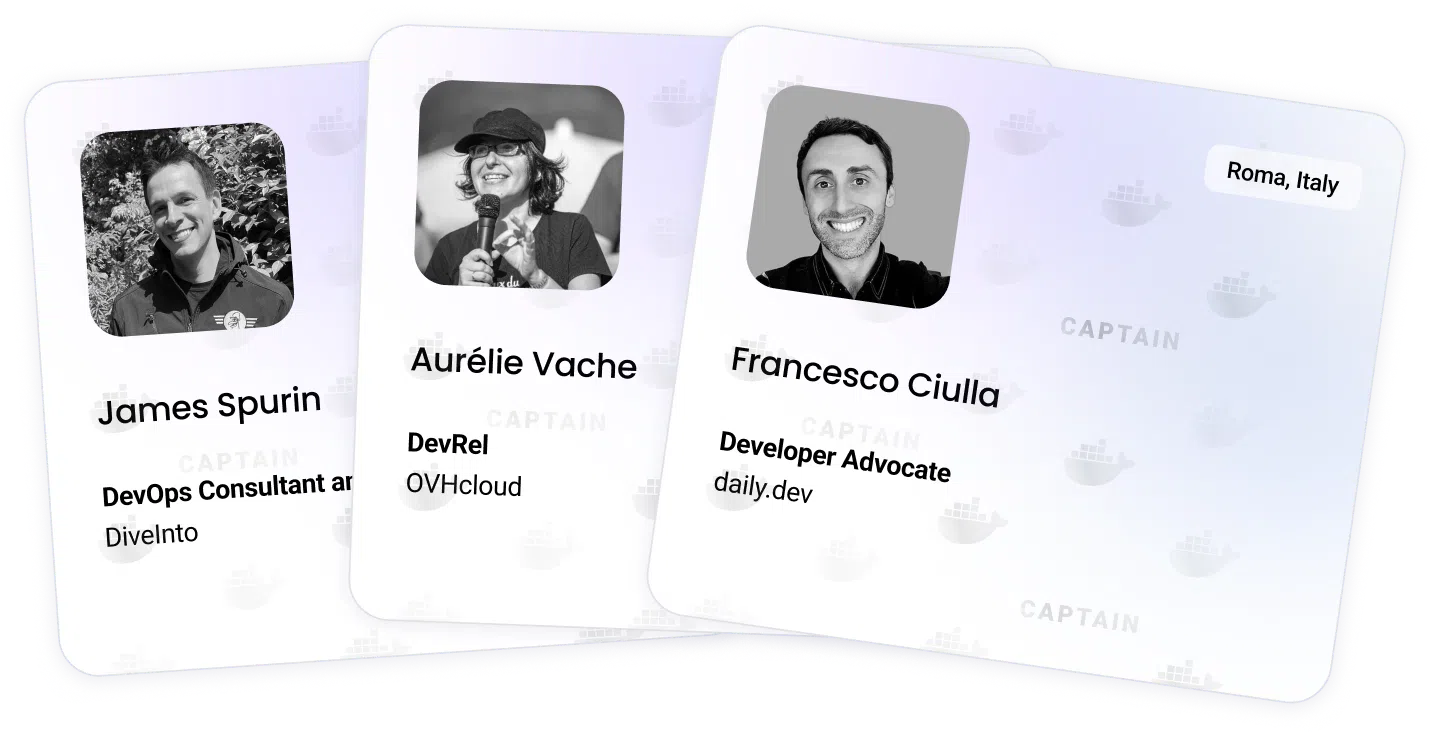 James Spurin
CAPTAIN
DevOps Consultant
DiveInto
Aurélie Vache
CAPTAIN
DevRel
OVHcloud
Roma, Italy
CAPTAIN
Francesco Ciulla
CAPTAIN
Developer Advocate
daily.dev
CAPTAIN